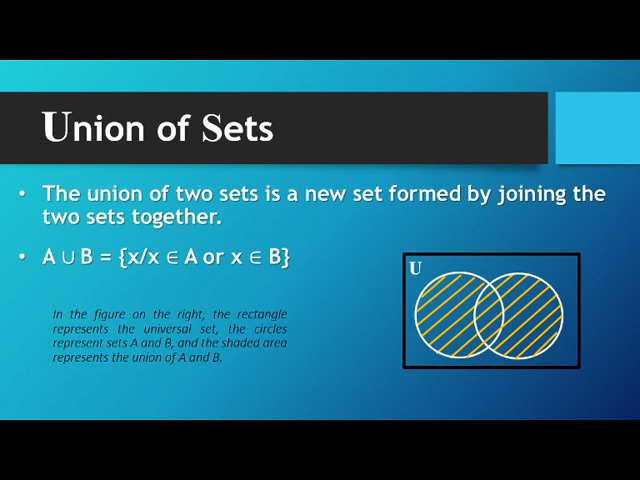 Union of Sets
• The union of two sets is a new set formed by joining the
two sets together.
• A ∪ B = {x/x ∈ A or x ∈ B}
U
In the figure on the right, the rectangle
represents the universal set, the circles
represent sets A and B, and the shaded area
represents the union of A and B.